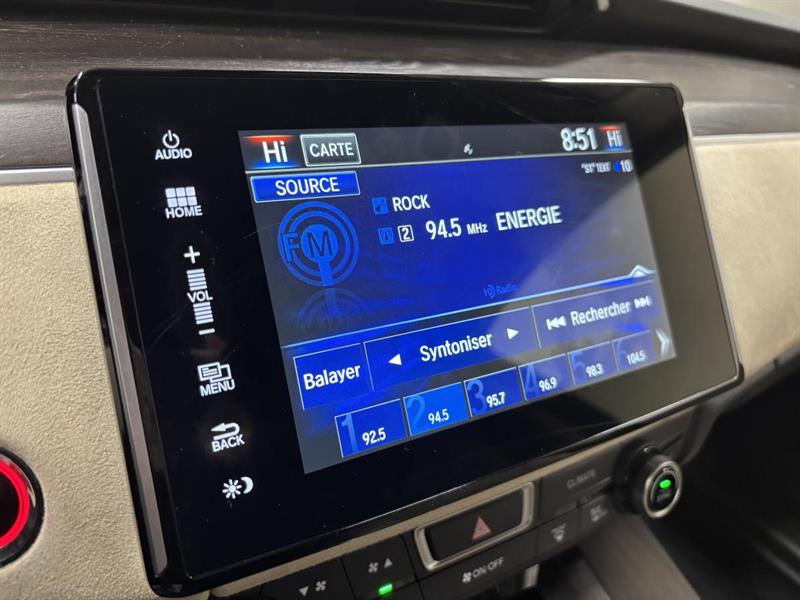 AUDIO
HOME
+
VOL
−
MENU
BACK
Hi CARTE 8:51 Hi
SOURCE
10
ROCK
FM
2 94.5 MHz ENERGIE
HD Radio
Balayer Syntoniser Rechercher
1 92.5 2 94.5 3 95.7 4 96.9 5 98.3 6 104.5
CLIMATE
ON/OFF